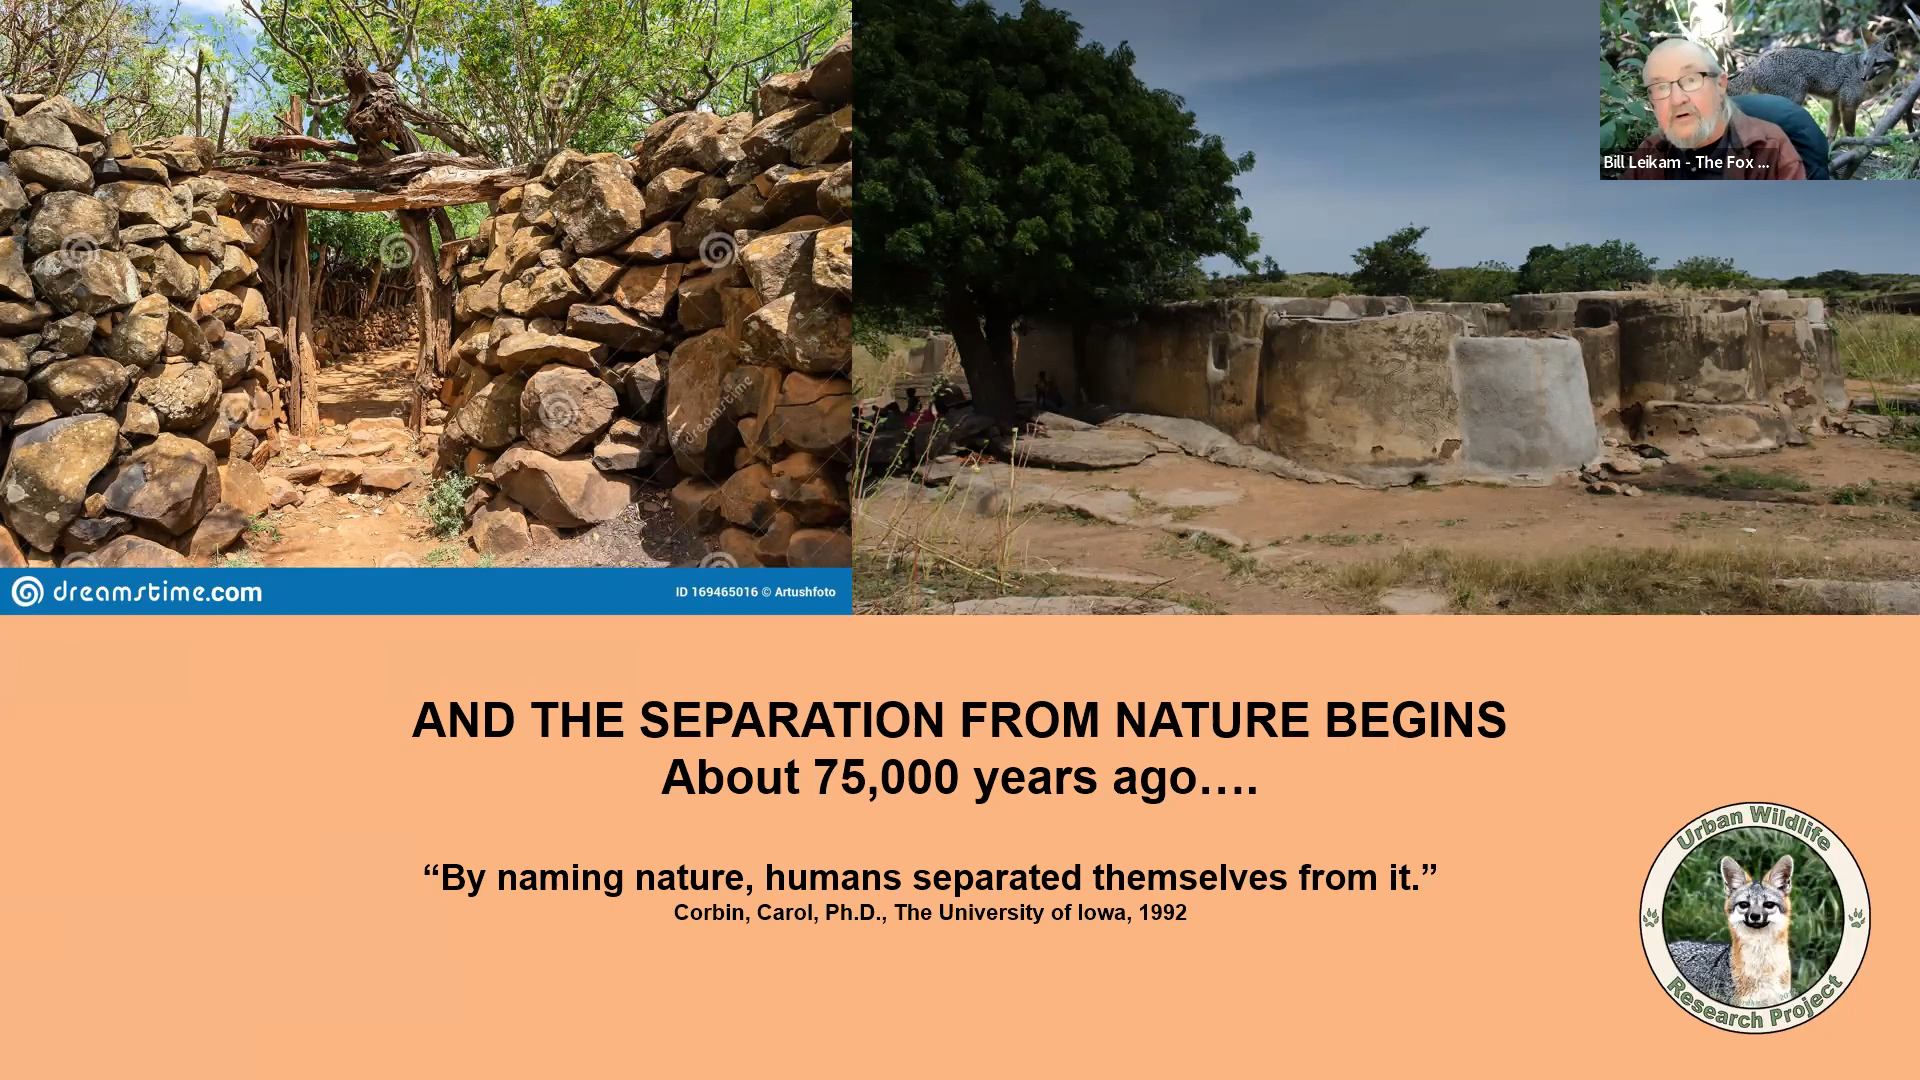 Bill Leikam - The Fox ...
dreamstime
dreamstime
dreamstime.com
ID 169465016 © Artushfoto
AND THE SEPARATION FROM NATURE BEGINS
About 75,000 years ago….
“By naming nature, humans separated themselves from it.”
Corbin, Carol, Ph.D., The University of Iowa, 1992
Urban Wildlife
Research Project